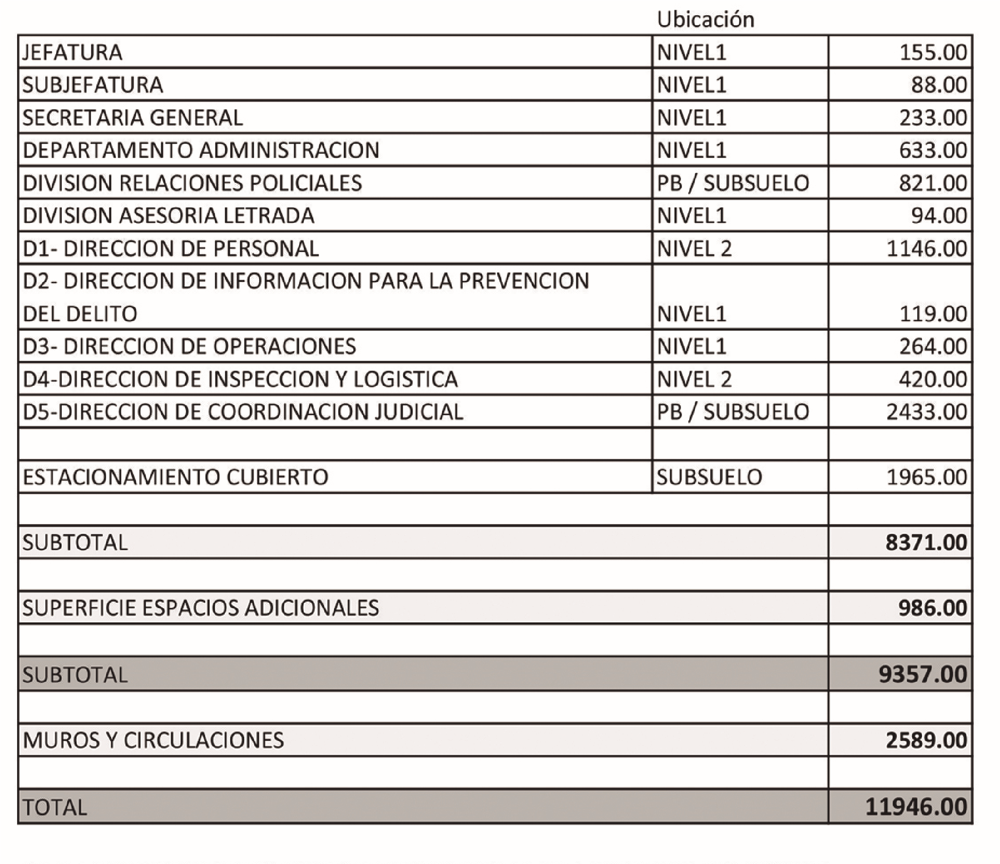 Ubicación
JEFATURA NIVEL1 155.00
SUBJEFATURA NIVEL1 88.00
SECRETARIA GENERAL NIVEL1 233.00
DEPARTAMENTO ADMINISTRACION NIVEL1 633.00
DIVISION RELACIONES POLICIALES PB / SUBSUELO 821.00
DIVISION ASESORIA LETRADA NIVEL1 94.00
D1- DIRECCION DE PERSONAL NIVEL 2 1146.00
D2- DIRECCION DE INFORMACION PARA LA PREVENCION
DEL DELITO NIVEL1 119.00
D3- DIRECCION DE OPERACIONES NIVEL1 264.00
D4-DIRECCION DE INSPECCION Y LOGISTICA NIVEL 2 420.00
D5-DIRECCION DE COORDINACION JUDICIAL PB / SUBSUELO 2433.00
ESTACIONAMIENTO CUBIERTO SUBSUELO 1965.00
SUBTOTAL 8371.00
SUPERFICIE ESPACIOS ADICIONALES 986.00
SUBTOTAL 9357.00
MUROS Y CIRCULACIONES 2589.00
TOTAL 11946.00